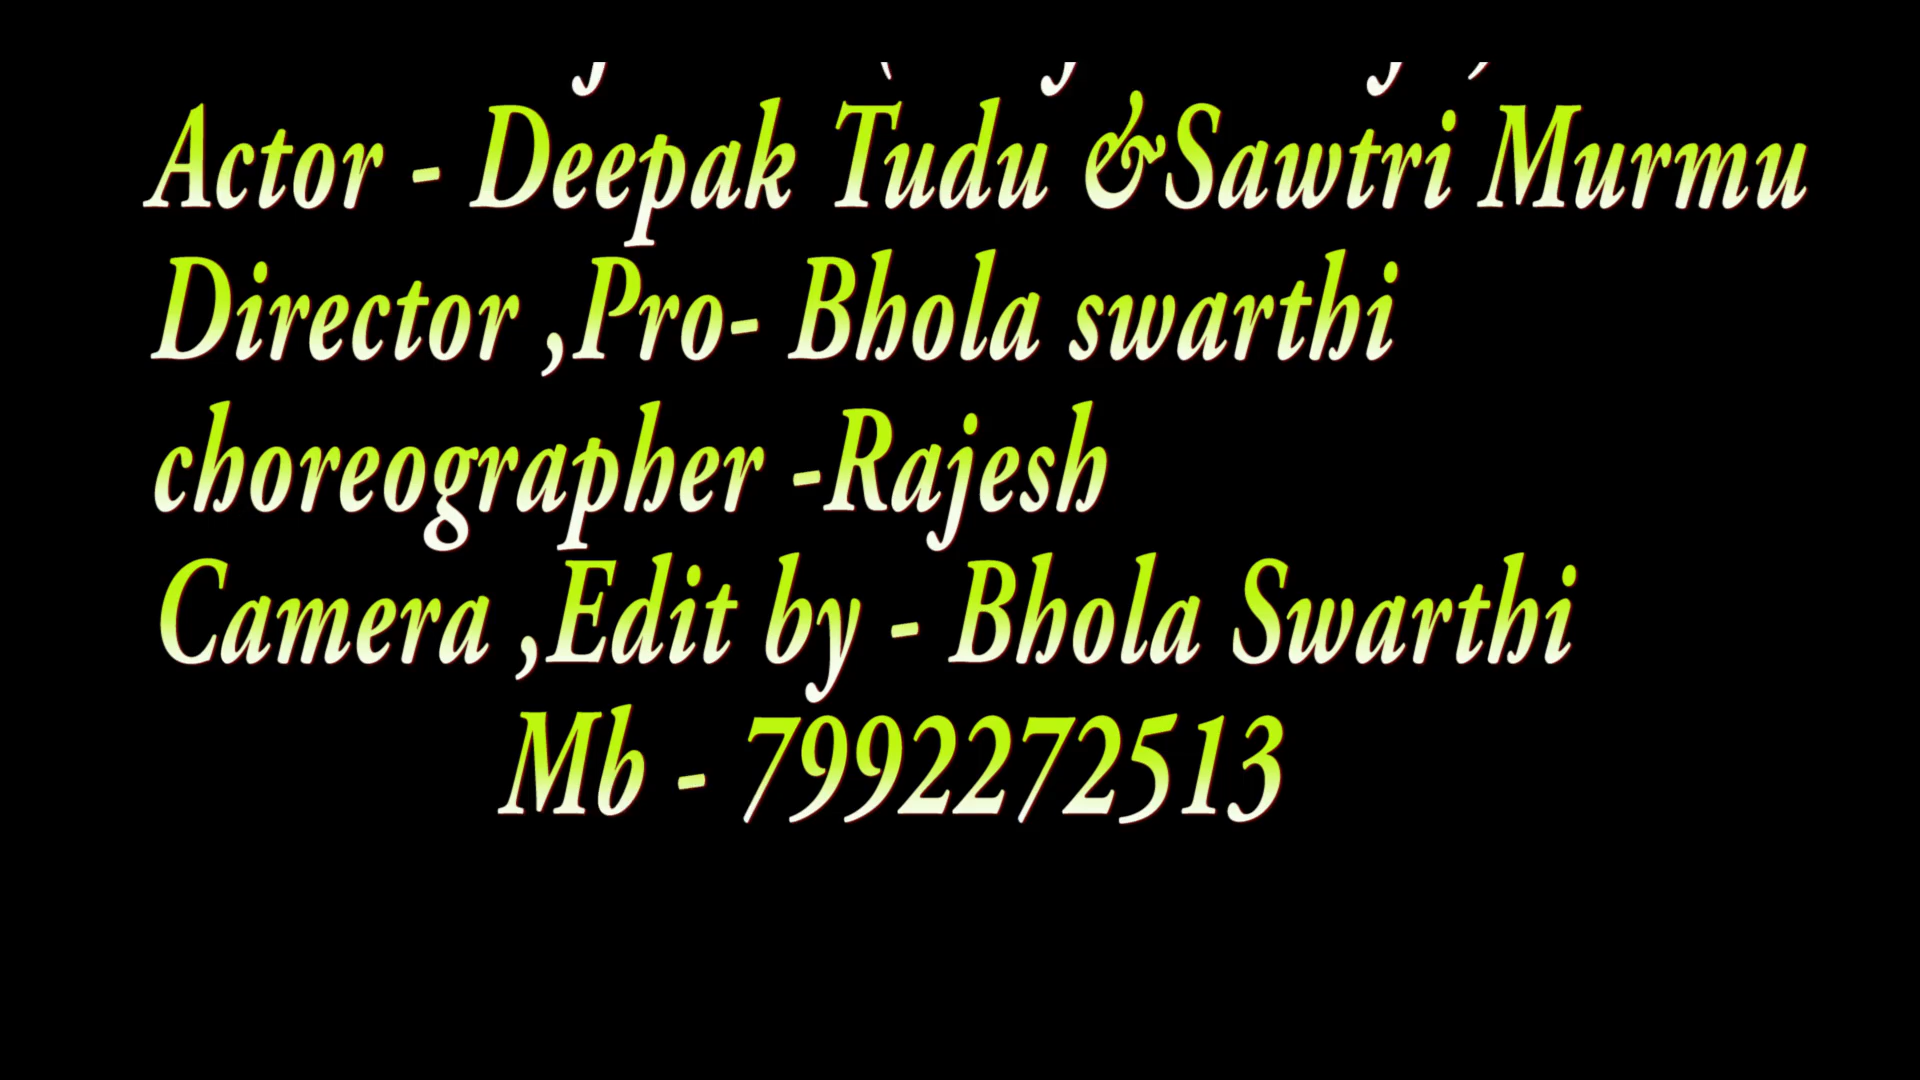 Actor - Deepak Tudu &Sawtri Murmu
Director ,Pro- Bhola swarthi
choreographer -Rajesh
Camera ,Edit by - Bhola Swarthi
Mb - 7992272513